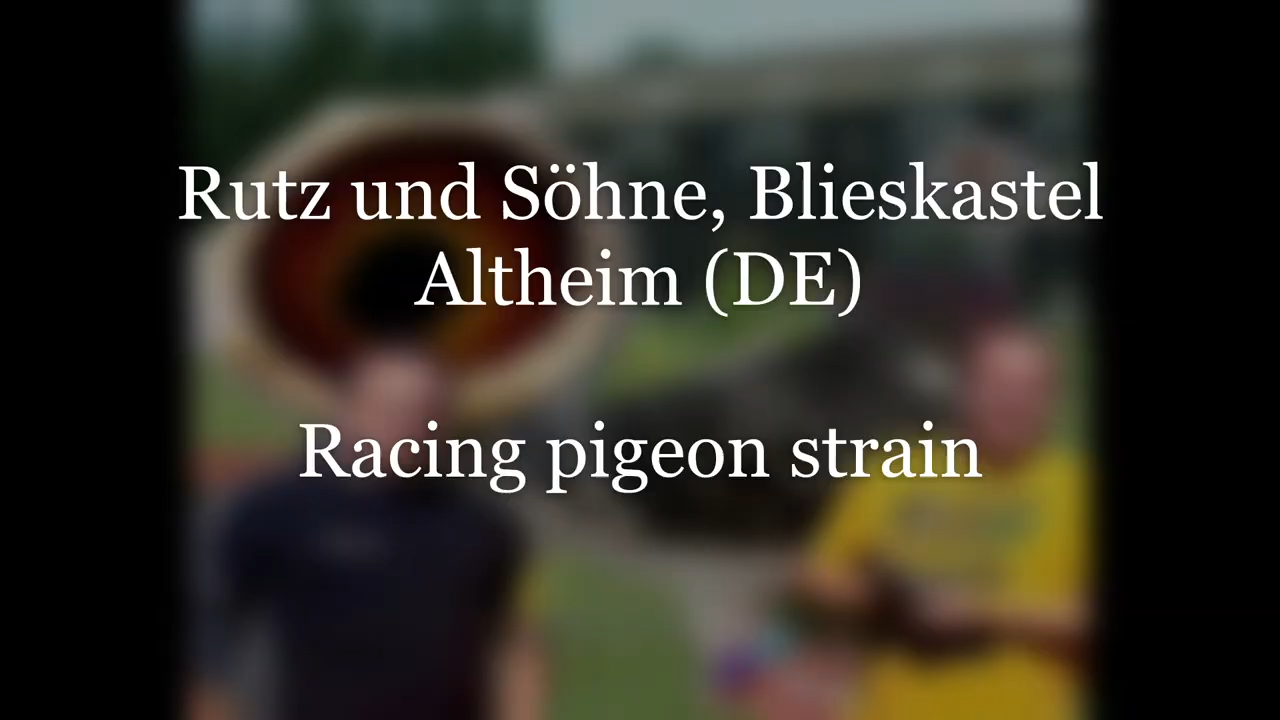 Rutz und Söhne, Blieskastel
Altheim (DE)
Racing pigeon strain